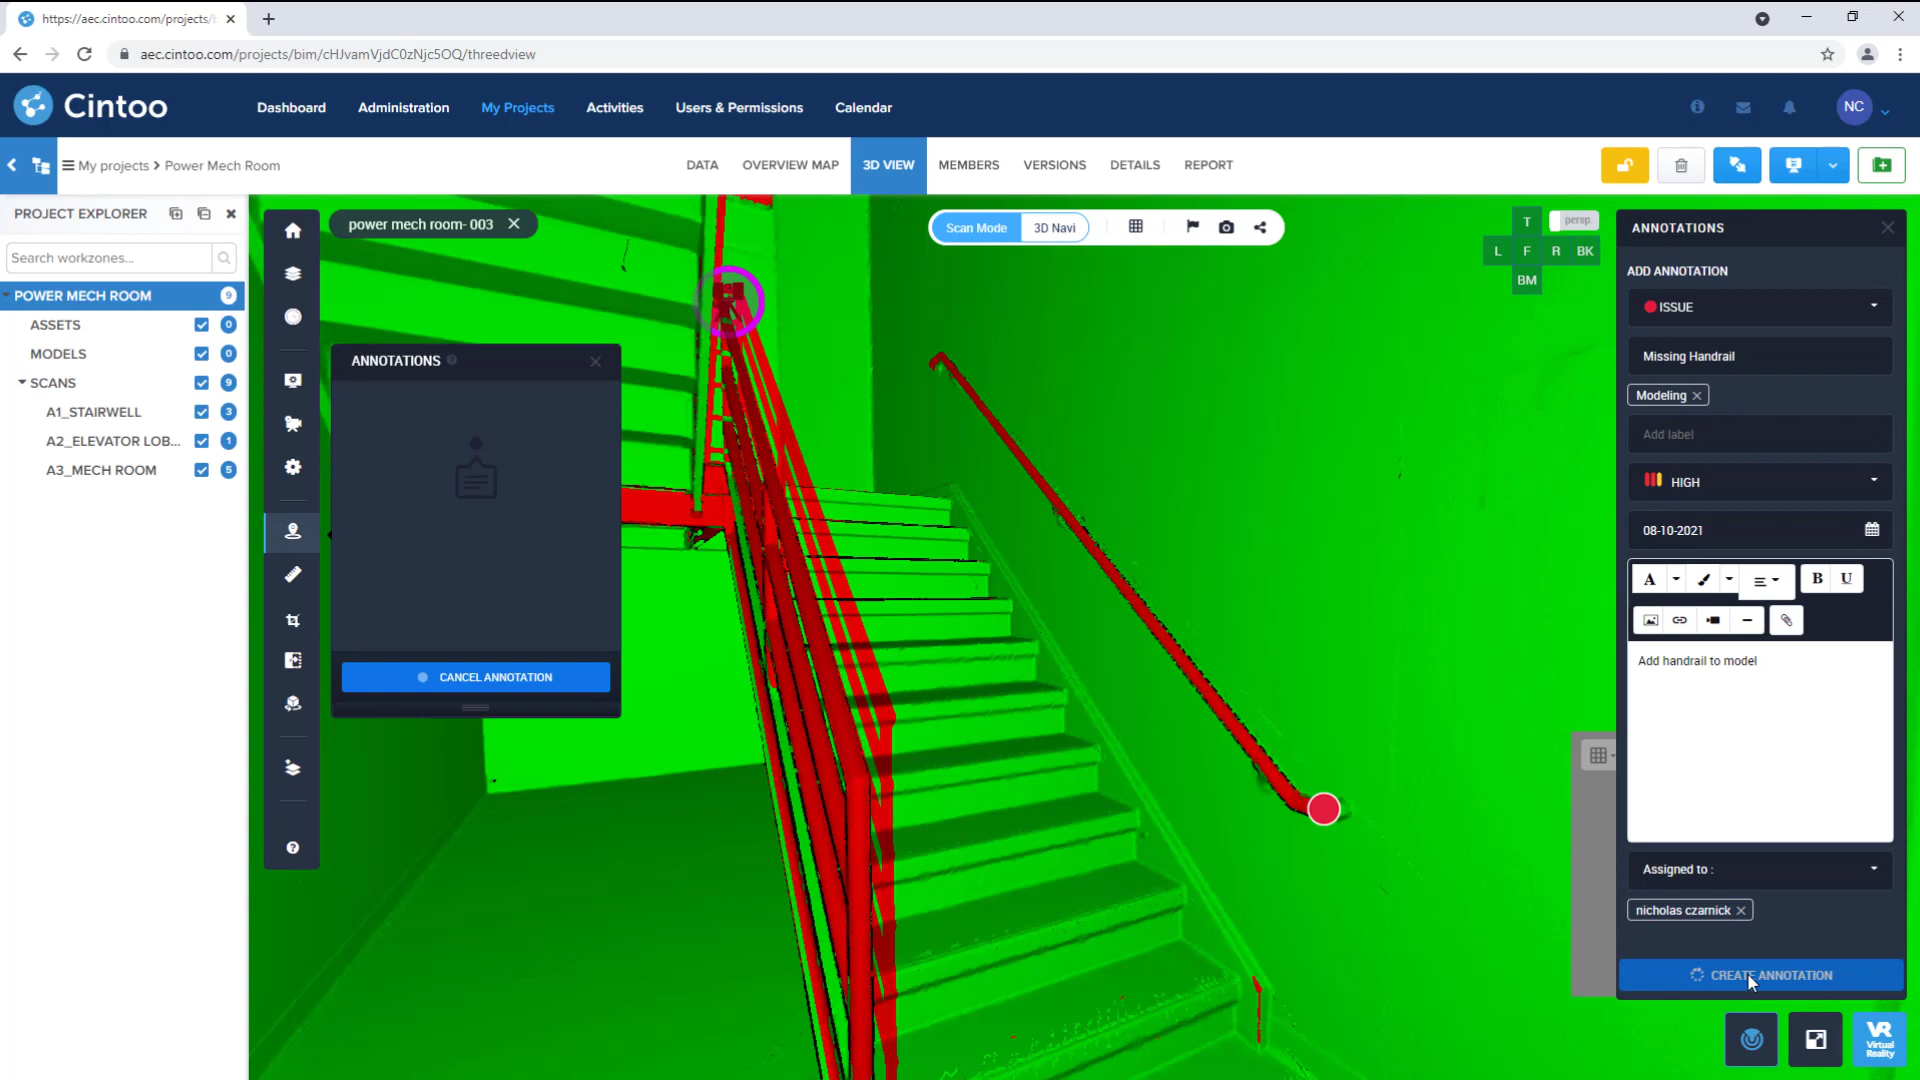 https://aec.cintoo.com/projects/b
aec.cintoo.com/projects/bim/cHJvamVjdC0zNjc5OQ/threedview
Cintoo
Dashboard
Administration
My Projects
Activities
Users & Permissions
Calendar
NC
My projects > Power Mech Room
DATA
OVERVIEW MAP
3D VIEW
MEMBERS
VERSIONS
DETAILS
REPORT
PROJECT EXPLORER
Search workzones...
POWER MECH ROOM 9
ASSETS 0
MODELS 0
SCANS 9
A1_STAIRWELL 3
A2_ELEVATOR LOB... 1
A3_MECH ROOM 5
power mech room- 003
ANNOTATIONS
CANCEL ANNOTATION
Scan Mode
3D Navi
T
persp.
L F R BK
BM
ANNOTATIONS
ADD ANNOTATION
ISSUE
Missing Handrail
Modeling
Add label
HIGH
08-10-2021
A
B U
Add handrail to model
Assigned to :
nicholas czarnick
CREATE ANNOTATION
VR
Virtual
Reality